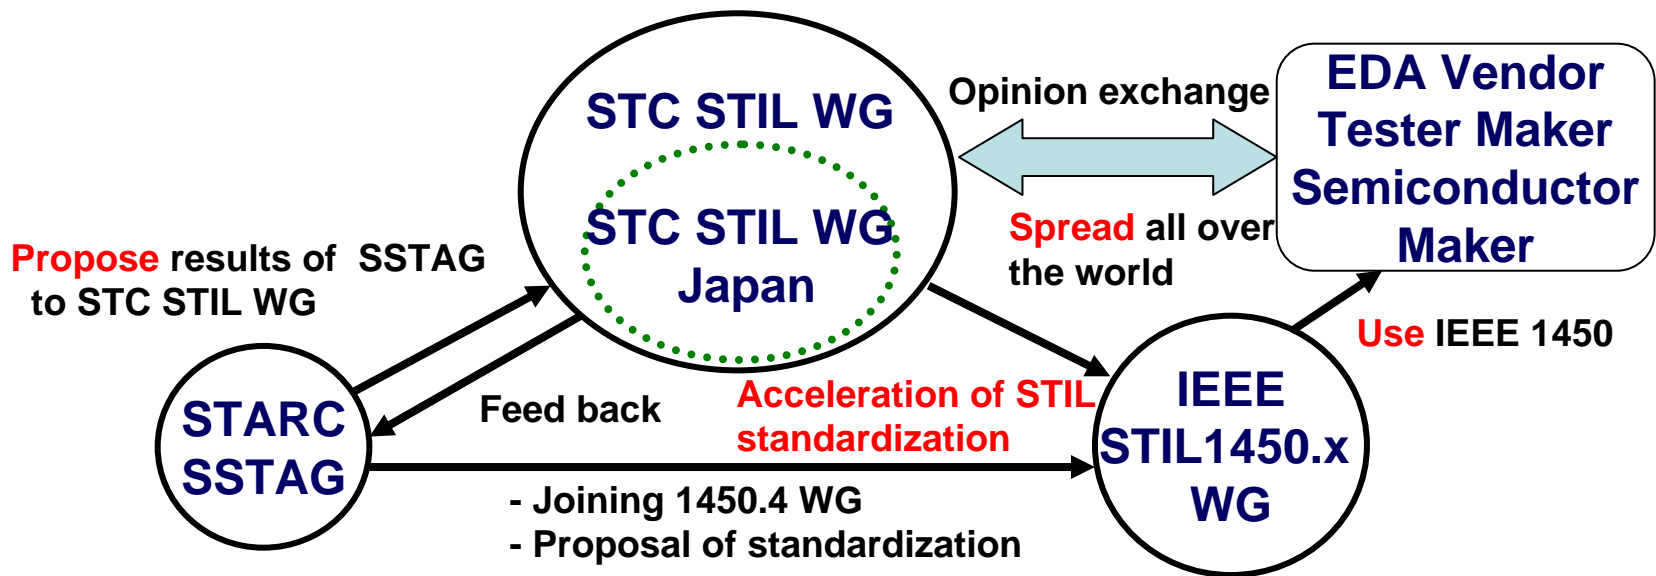 STC STIL WG
STC STIL WG
Japan
Opinion exchange
Spread all over
the world
EDA Vendor
Tester Maker
Semiconductor
Maker
Propose results of SSTAG
to STC STIL WG
Feed back
STARC
SSTAG
Acceleration of STIL
standardization
- Joining 1450.4 WG
- Proposal of standardization
IEEE
STIL1450.x
WG
Use IEEE 1450